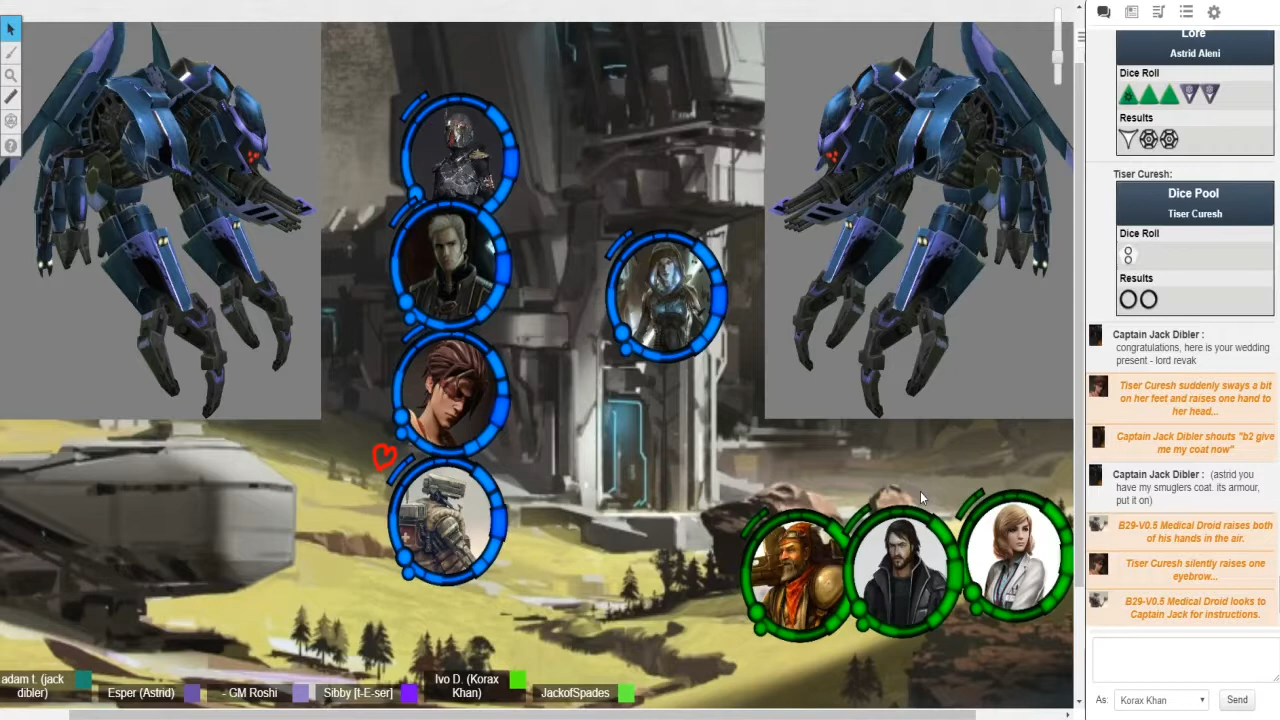 Lore
Astrid Aleni
Dice Roll
Results
Tiser Curesh:
Dice Pool
Tiser Curesh
Dice Roll
8
Results
Captain Jack Dibler :
congratulations, here is your wedding
present - lord revak
Tiser Curesh suddenly sways a bit
on her feet and raises one hand to
her head...
Captain Jack Dibler shouts "b2 give
me my coat now"
Captain Jack Dibler : (astrid you
have my smuglers coat. its armour,
put it on)
B29-V0.5 Medical Droid raises both
of his hands in the air.
Tiser Curesh silently raises one
eyebrow...
B29-V0.5 Medical Droid looks to
Captain Jack for instructions.
As: Korax Khan Send
adam t. (jack
dibler)
Esper (Astrid)
- GM Roshi
Sibby [t-E-ser]
Ivo D. (Korax
Khan)
JackofSpades